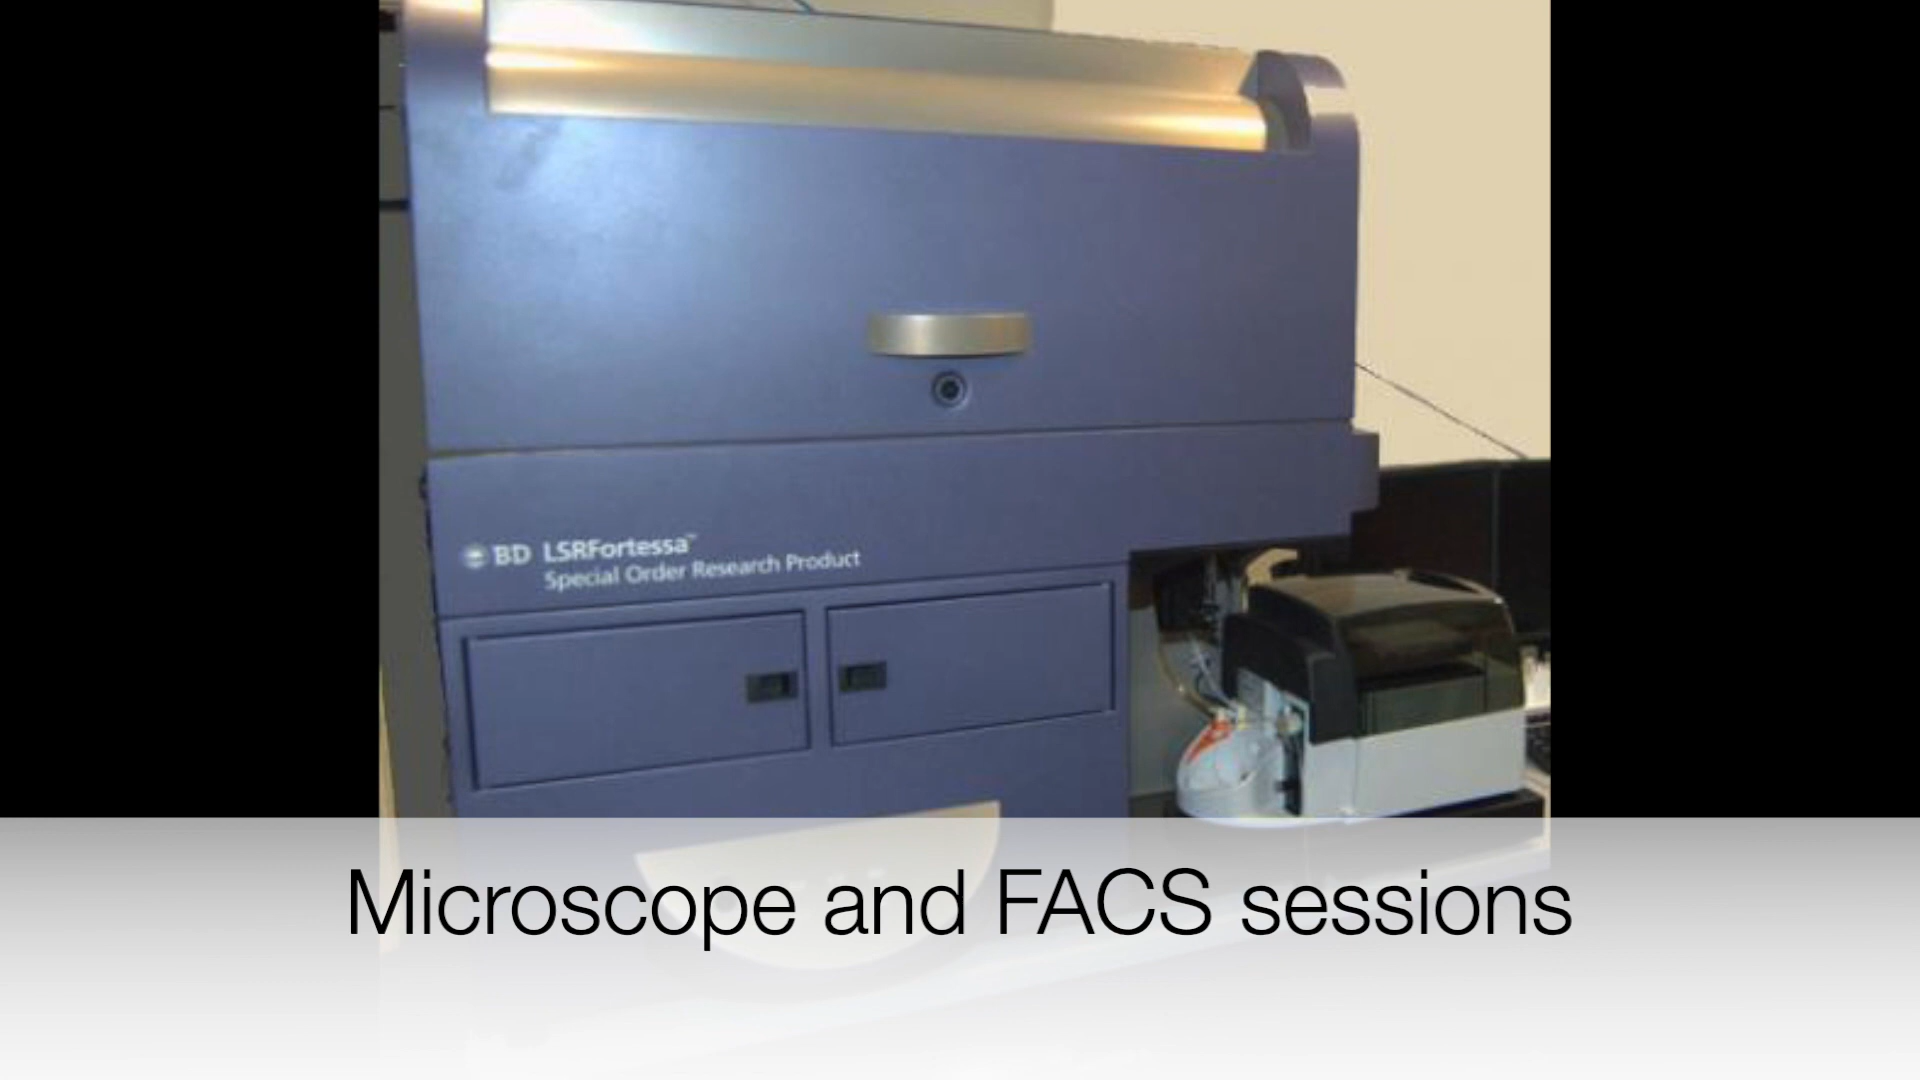 BD LSRFortessa™
Special Order Research Product
Microscope and FACS sessions